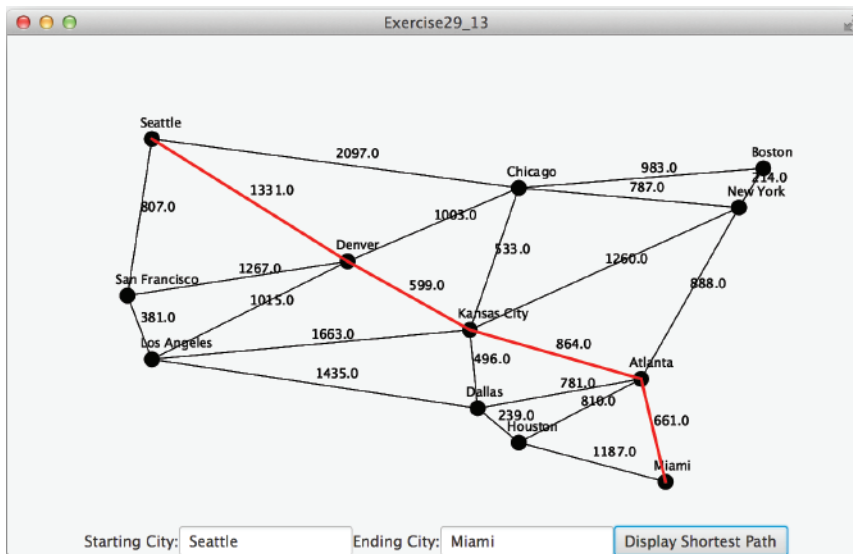 Exercise29_13
Seattle
2097.0
Boston
983.0
214.0
Chicago
787.0
New York
1331.0
807.0
1003.0
Denver
533.0
1260.0
1267.0
San Francisco
599.0
888.0
1015.0
381.0
Kansas City
1663.0
864.0
Los Angeles
496.0
Atlanta
1435.0
781.0
Dallas
810.0
239.0
Houston
661.0
1187.0
Miami
Starting City: Seattle Ending City: Miami Display Shortest Path